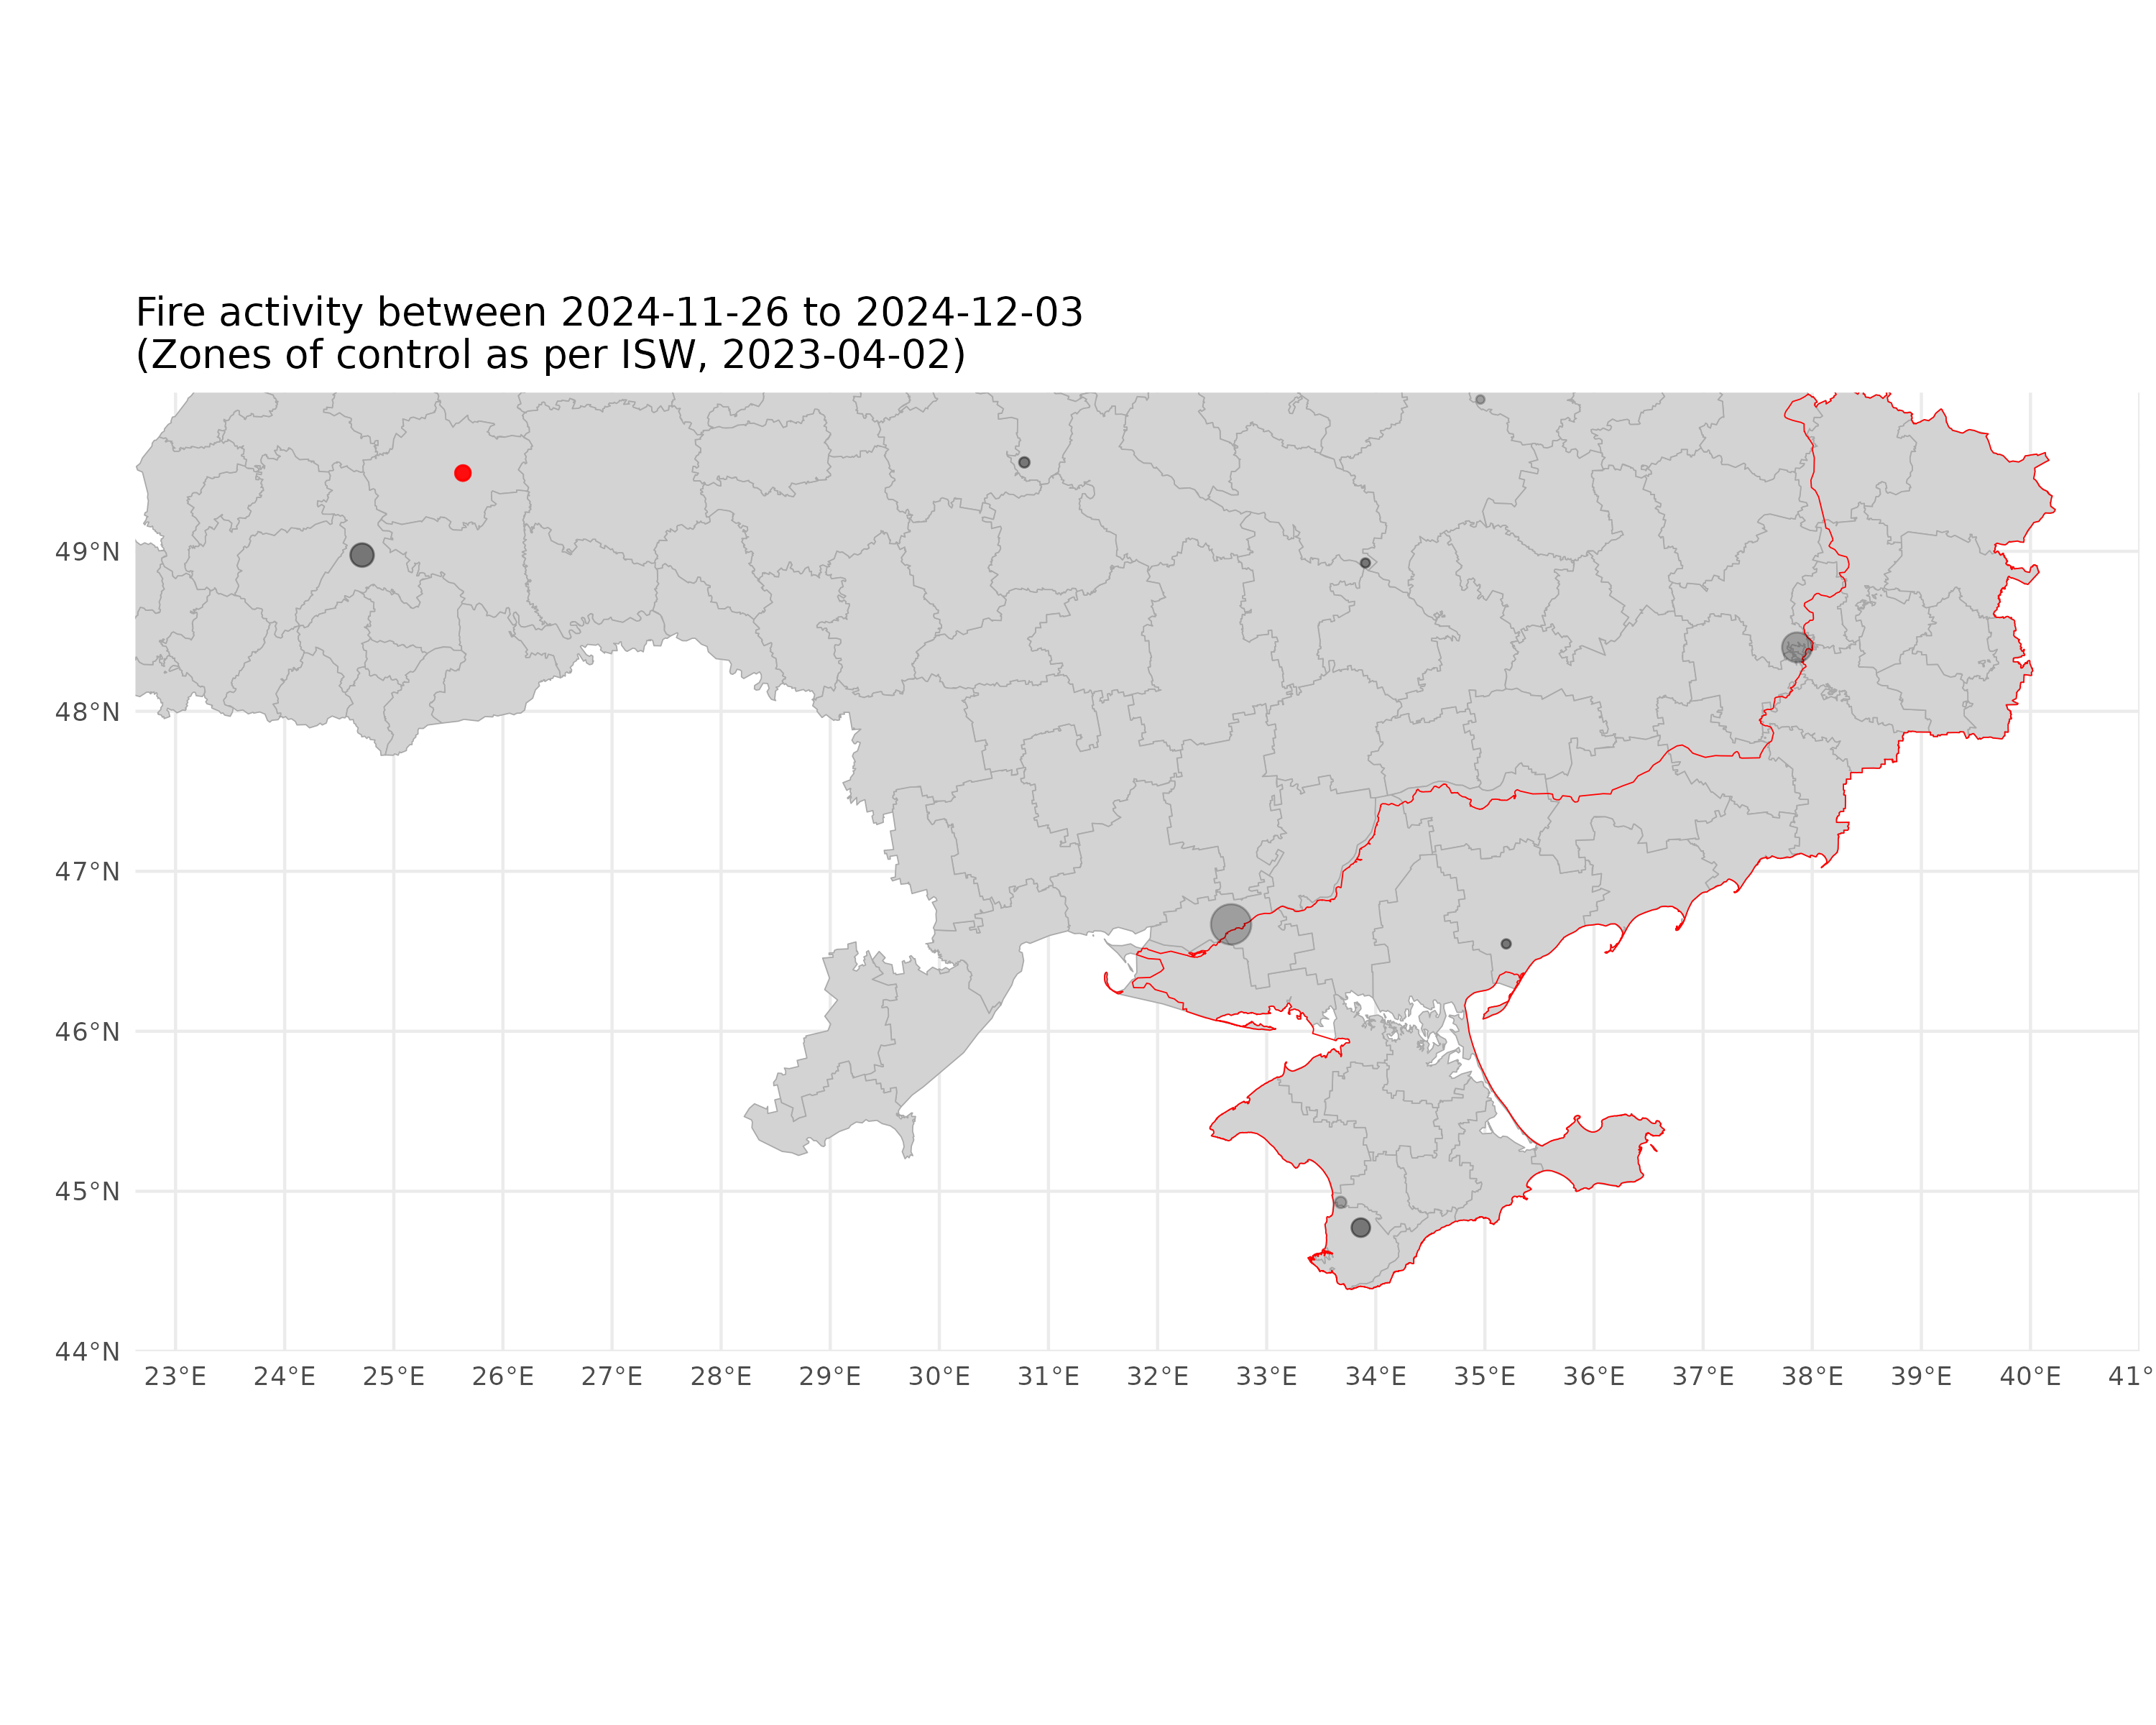 Fire activity between 2024-11-26 to 2024-12-03
(Zones of control as per ISW, 2023-04-02)
49°N
48°N
47°N
46°N
45°N
44°N
23°E 24°E 25°E 26°E 27°E 28°E 29°E 30°E 31°E 32°E 33°E 34°E 35°E 36°E 37°E 38°E 39°E 40°E 41°